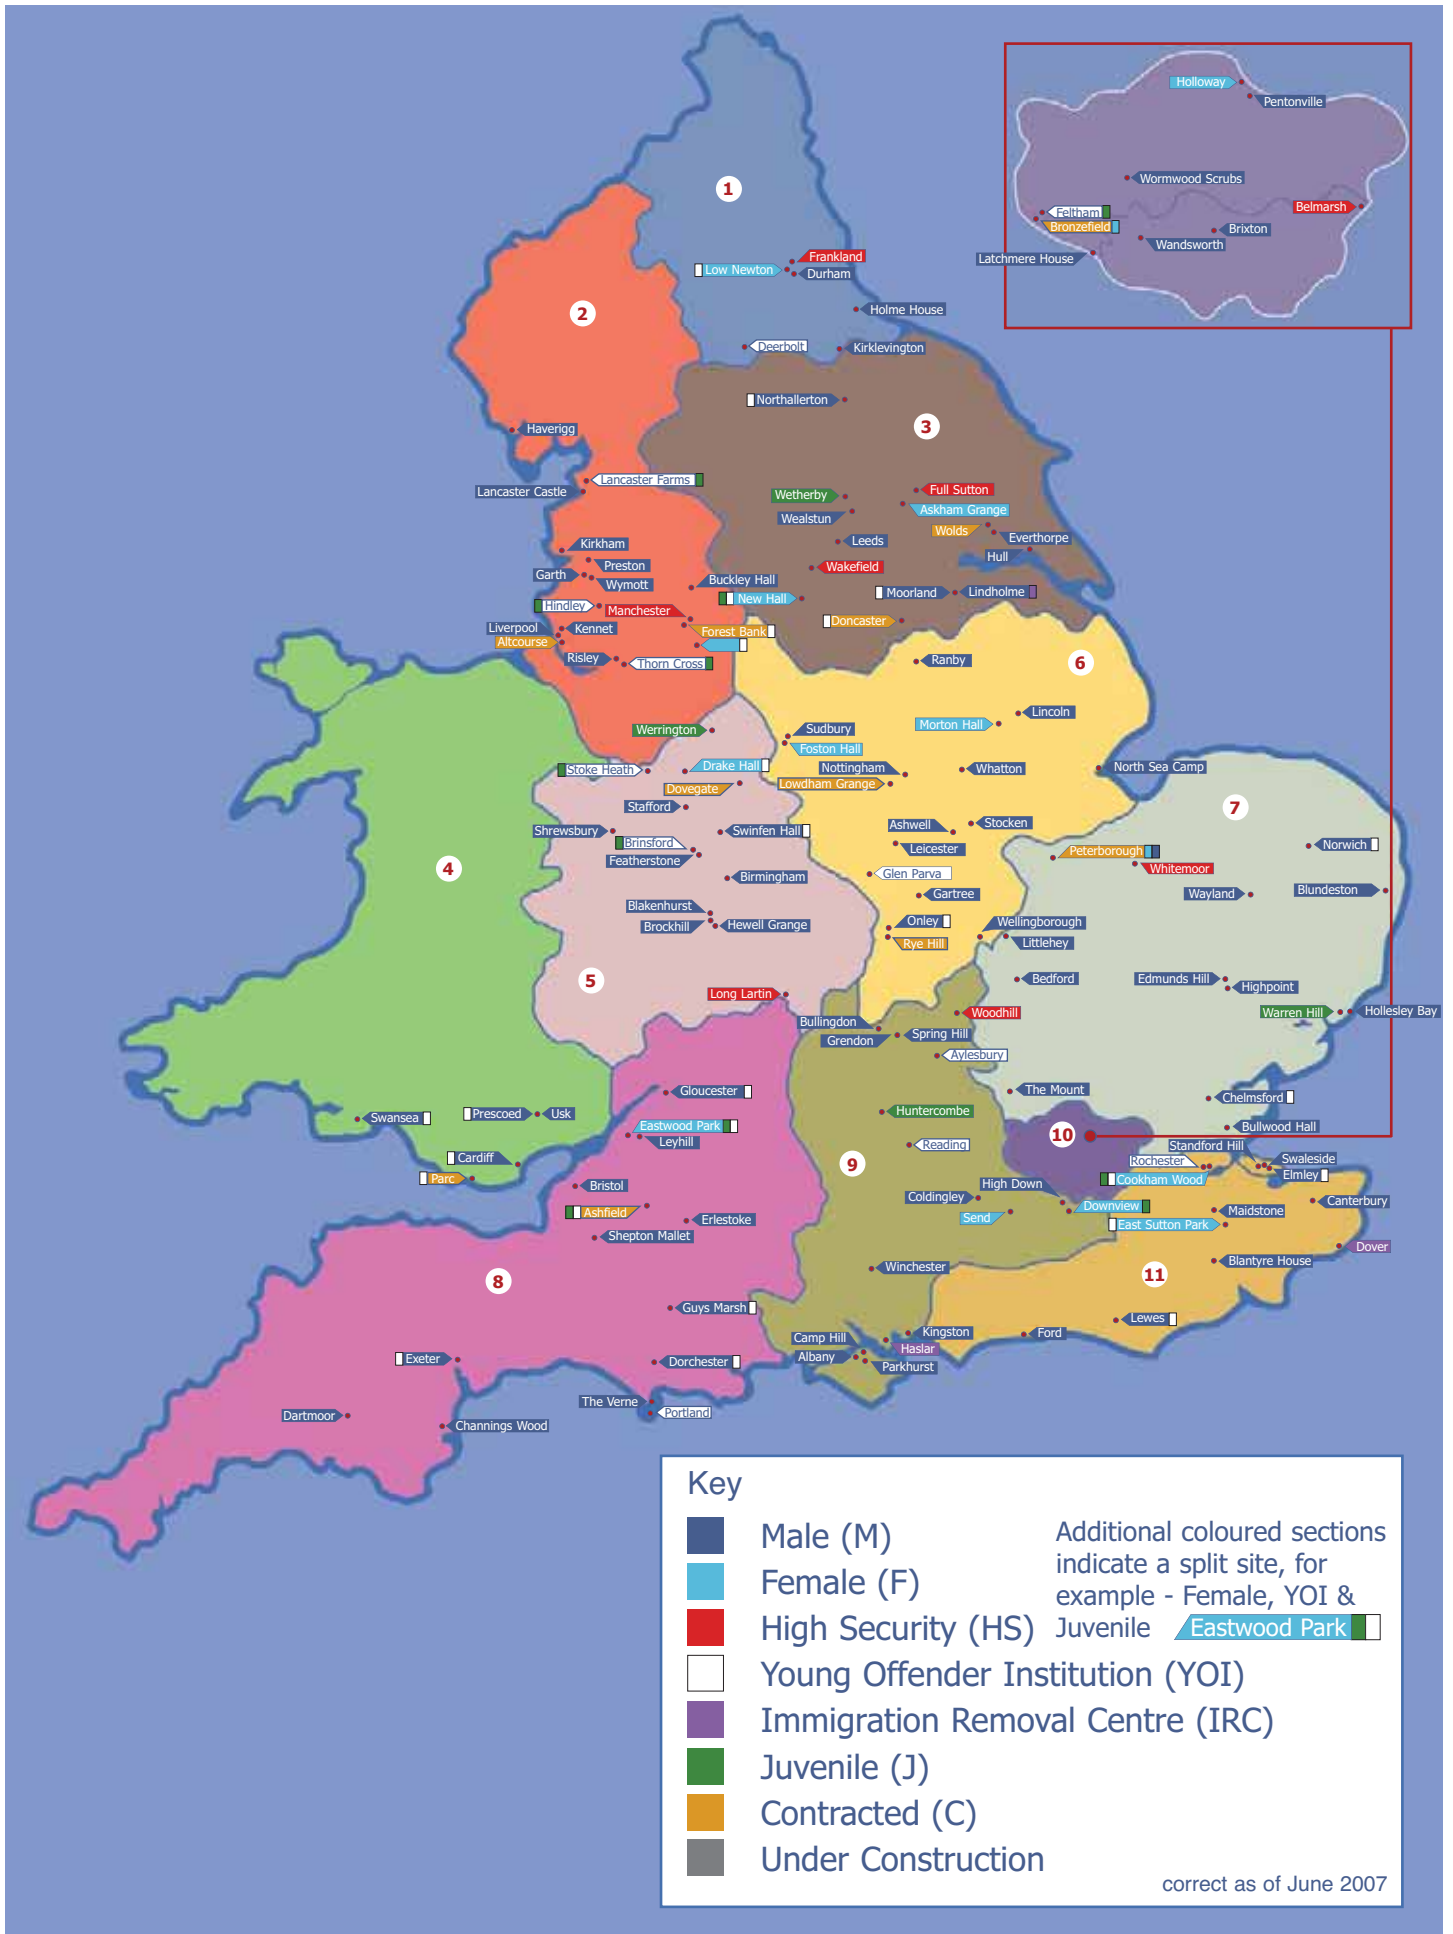 Holloway
Pentonville
Wormwood Scrubs
Feltham
Belmarsh
Bronzefield
Brixton
Wandsworth
Latchmere House
1
Frankland
Low Newton
Durham
Holme House
2
Deerbolt
Kirklevington
Northallerton
3
Haverigg
Lancaster Farms
Lancaster Castle
Full Sutton
Wetherby
Askham Grange
Wealstun
Wolds
Everthorpe
Leeds
Hull
Kirkham
Preston
Wakefield
Garth
Wymott
Buckley Hall
Moorland
Lindholme
New Hall
Hindley
Manchester
Doncaster
Liverpool
Kennet
Forest Bank
Altcourse
Risley
Thorn Cross
Ranby
6
Lincoln
Morton Hall
Werrington
Sudbury
Foston Hall
Drake Hall
Stoke Heath
Nottingham
Whatton
North Sea Camp
Dovegate
Lowdham Grange
Stafford
7
Shrewsbury
Swinfen Hall
Ashwell
Stocken
Brinsford
Leicester
Peterborough
Norwich
Featherstone
4
Glen Parva
Whitemoor
Birmingham
Gartree
Wayland
Blundeston
Blakenhurst
Brockhill
Hewell Grange
Onley
Wellingborough
Rye Hill
Littlehey
5
Bedford
Edmunds Hill
Highpoint
Long Lartin
Woodhill
Warren Hill
Hollesley Bay
Bullingdon
Grendon
Spring Hill
Aylesbury
Gloucester
The Mount
Chelmsford
Swansea
Prescoed
Usk
Huntercombe
Eastwood Park
Leyhill
10
Bullwood Hall
Reading
Standford Hill
Cardiff
9
Rochester
Swaleside
Parc
Cookham Wood
Elmley
Bristol
High Down
Coldingley
Canterbury
Ashfield
Downview
Maidstone
Erlestoke
Send
East Sutton Park
Shepton Mallet
Dover
Winchester
Blantyre House
8
11
Guys Marsh
Lewes
Camp Hill
Kingston
Ford
Haslar
Exeter
Dorchester
Albany
Parkhurst
The Verne
Portland
Dartmoor
Channings Wood
Key
Male (M)
Female (F)
High Security (HS)
Young Offender Institution (YOI)
Immigration Removal Centre (IRC)
Juvenile (J)
Contracted (C)
Under Construction
Additional coloured sections
indicate a split site, for
example - Female, YOI &
Juvenile
Eastwood Park
correct as of June 2007